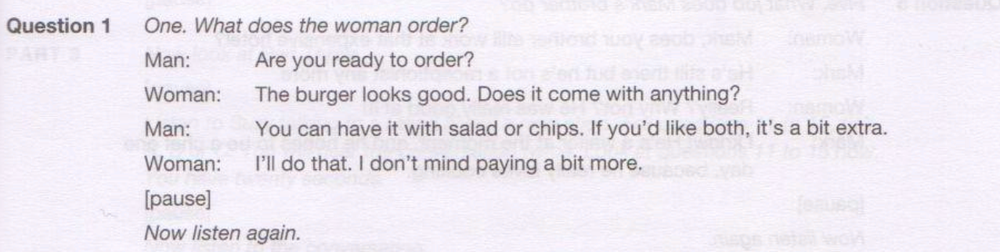 Question 1 One. What does the woman order?
Man: Are you ready to order?
Woman: The burger looks good. Does it come with anything?
Man: You can have it with salad or chips. If you'd like both, it's a bit extra.
Woman: I'll do that. I don't mind paying a bit more.
[pause]
Now listen again.